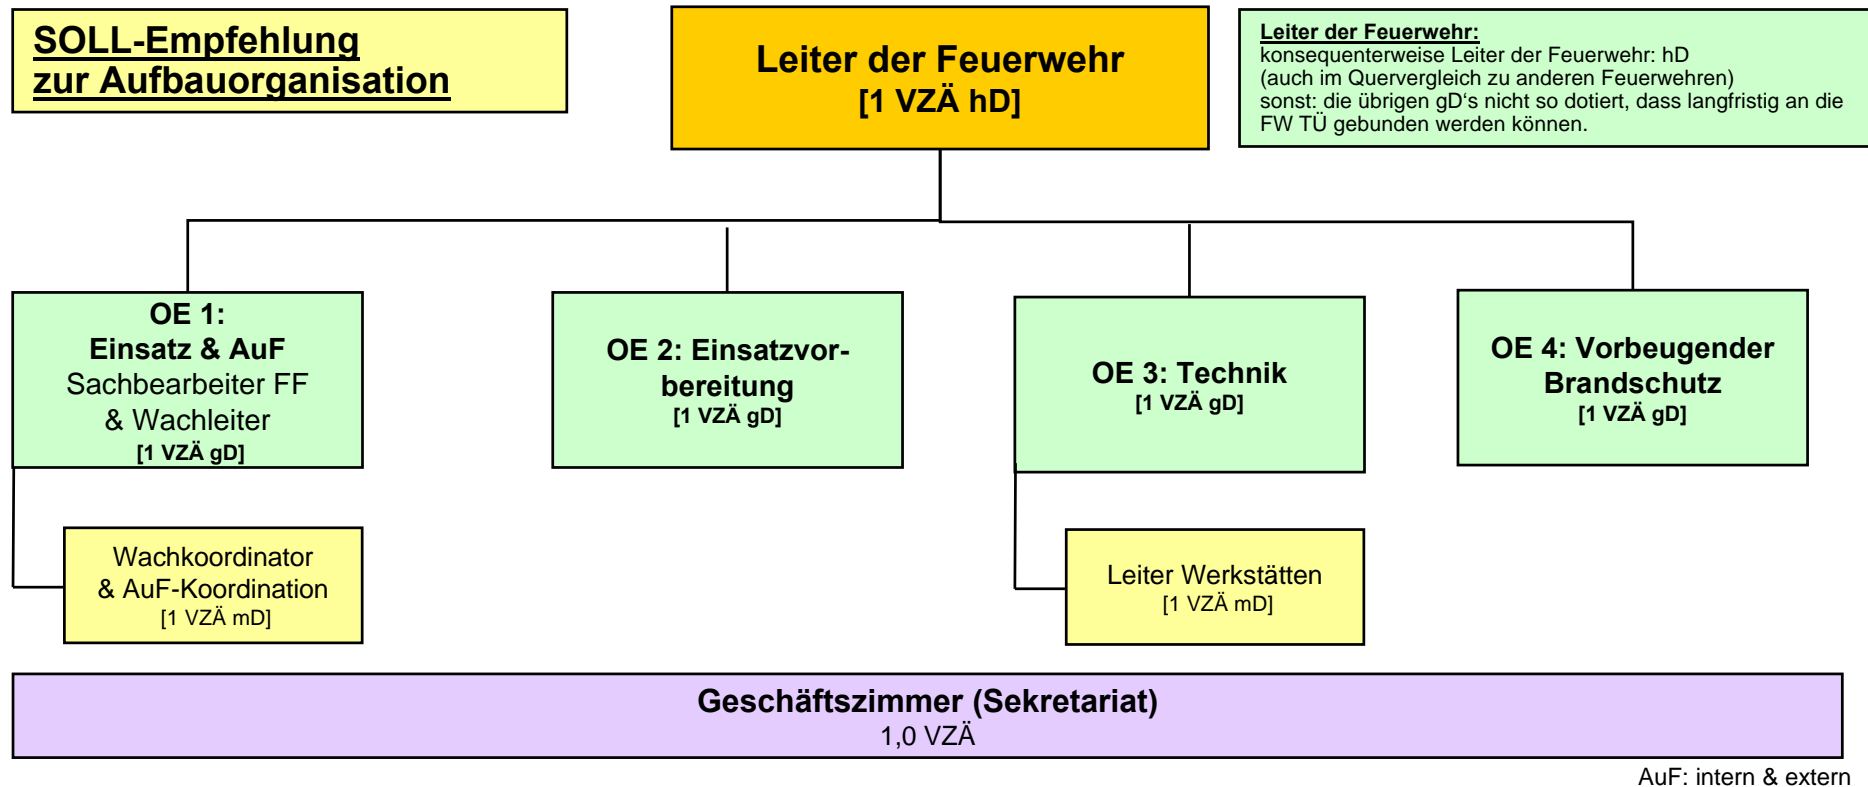 SOLL-Empfehlung
zur Aufbauorganisation
Leiter der Feuerwehr
[1 VZÄ hD]
Leiter der Feuerwehr:
konsequenterweise Leiter der Feuerwehr: hD
(auch im Quervergleich zu anderen Feuerwehren)
sonst: die übrigen gD‘s nicht so dotiert, dass langfristig an die
FW TÜ gebunden werden können.
OE 1:
Einsatz & AuF
Sachbearbeiter FF
& Wachleiter
[1 VZÄ gD]
OE 2: Einsatzvor-
bereitung
[1 VZÄ gD]
OE 3: Technik
[1 VZÄ gD]
OE 4: Vorbeugender
Brandschutz
[1 VZÄ gD]
Wachkoordinator
& AuF-Koordination
[1 VZÄ mD]
Leiter Werkstätten
[1 VZÄ mD]
Geschäftszimmer (Sekretariat)
1,0 VZÄ
AuF: intern & extern